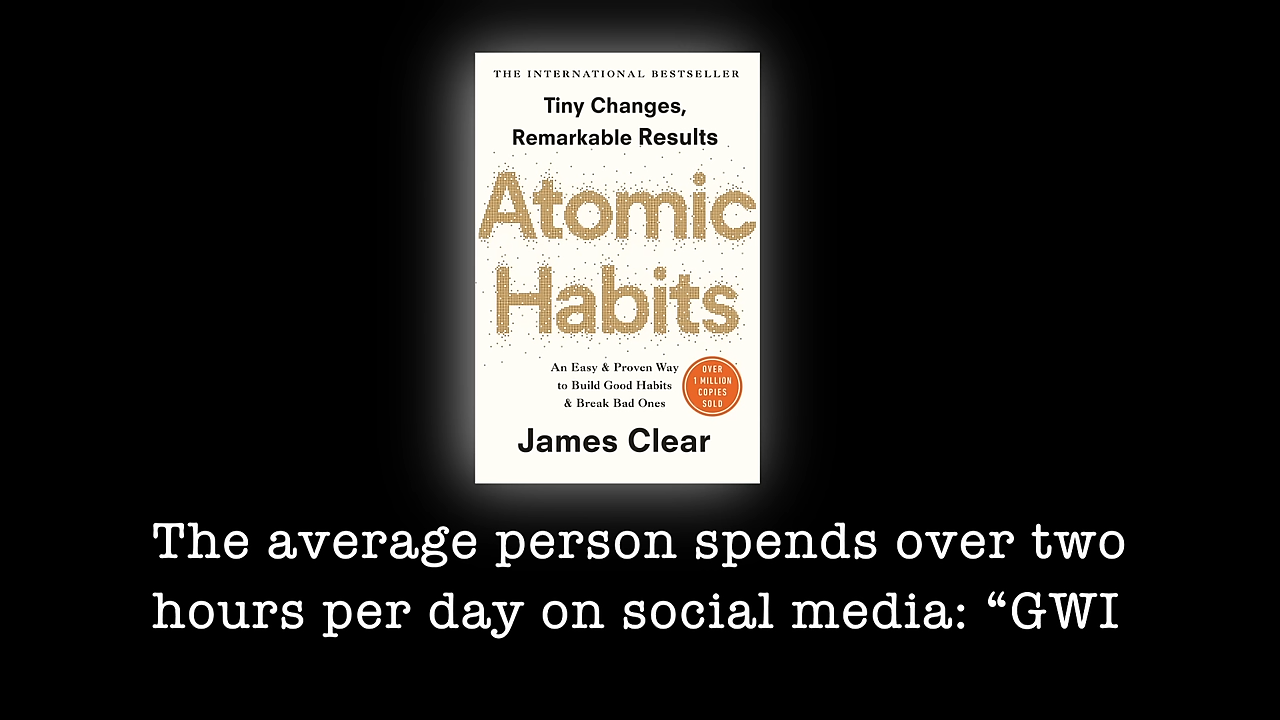 THE INTERNATIONAL BESTSELLER
Tiny Changes,
Remarkable Results
Atomic
Habits
An Easy & Proven Way
to Build Good Habits
& Break Bad Ones
OVER
1 MILLION
COPIES
SOLD
James Clear
The average person spends over two
hours per day on social media: “GWI